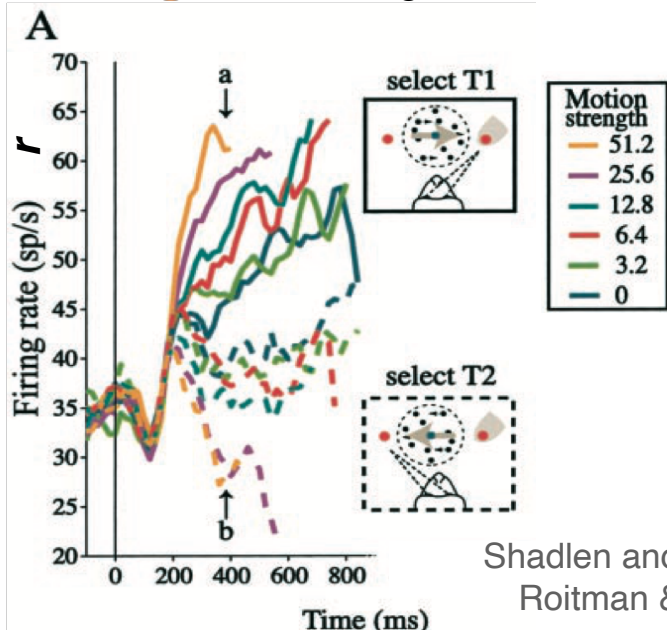 A
Firing rate (sp/s)
r
70
65
60
55
50
45
40
35
30
25
20
0
200
400
600
800
Time (ms)
a
b
select T1
select T2
Motion
strength
51.2
25.6
12.8
6.4
3.2
0
Shadlen and
Roitman &